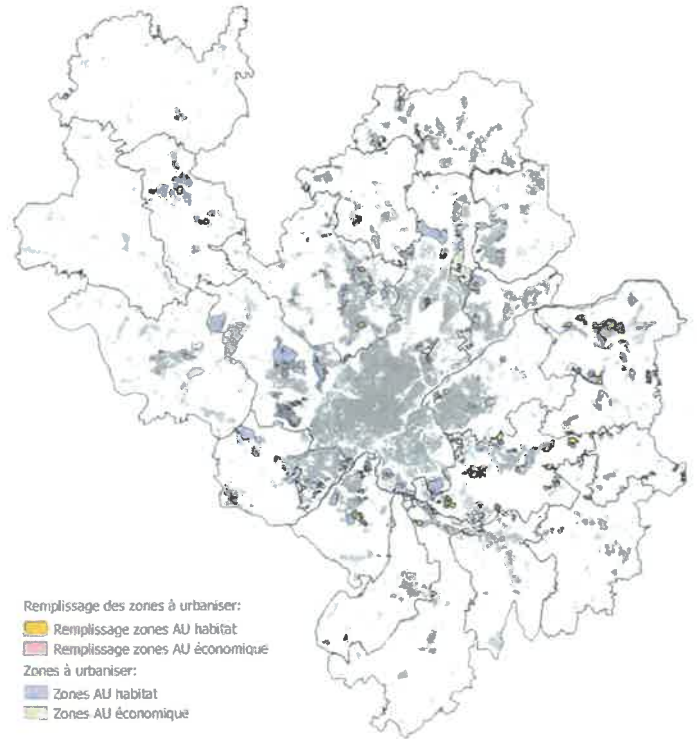 Remplissage des zones à urbaniser:
Remplissage zones AU habitat
Remplissage zones AU économique
Zones à urbaniser:
Zones AU habitat
Zones AU économique